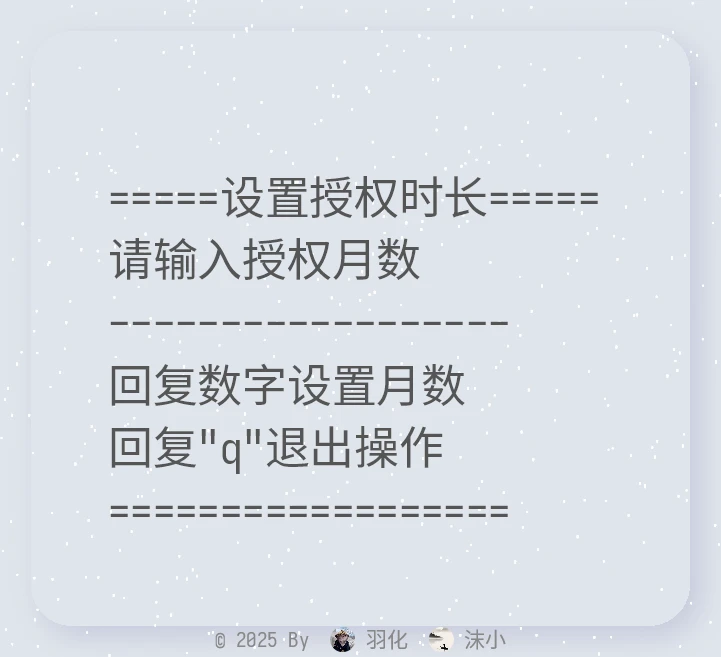 =====设置授权时长=====
请输入授权月数
------------------
回复数字设置月数
回复"q"退出操作
==================
© 2025 By 羽化 沫小